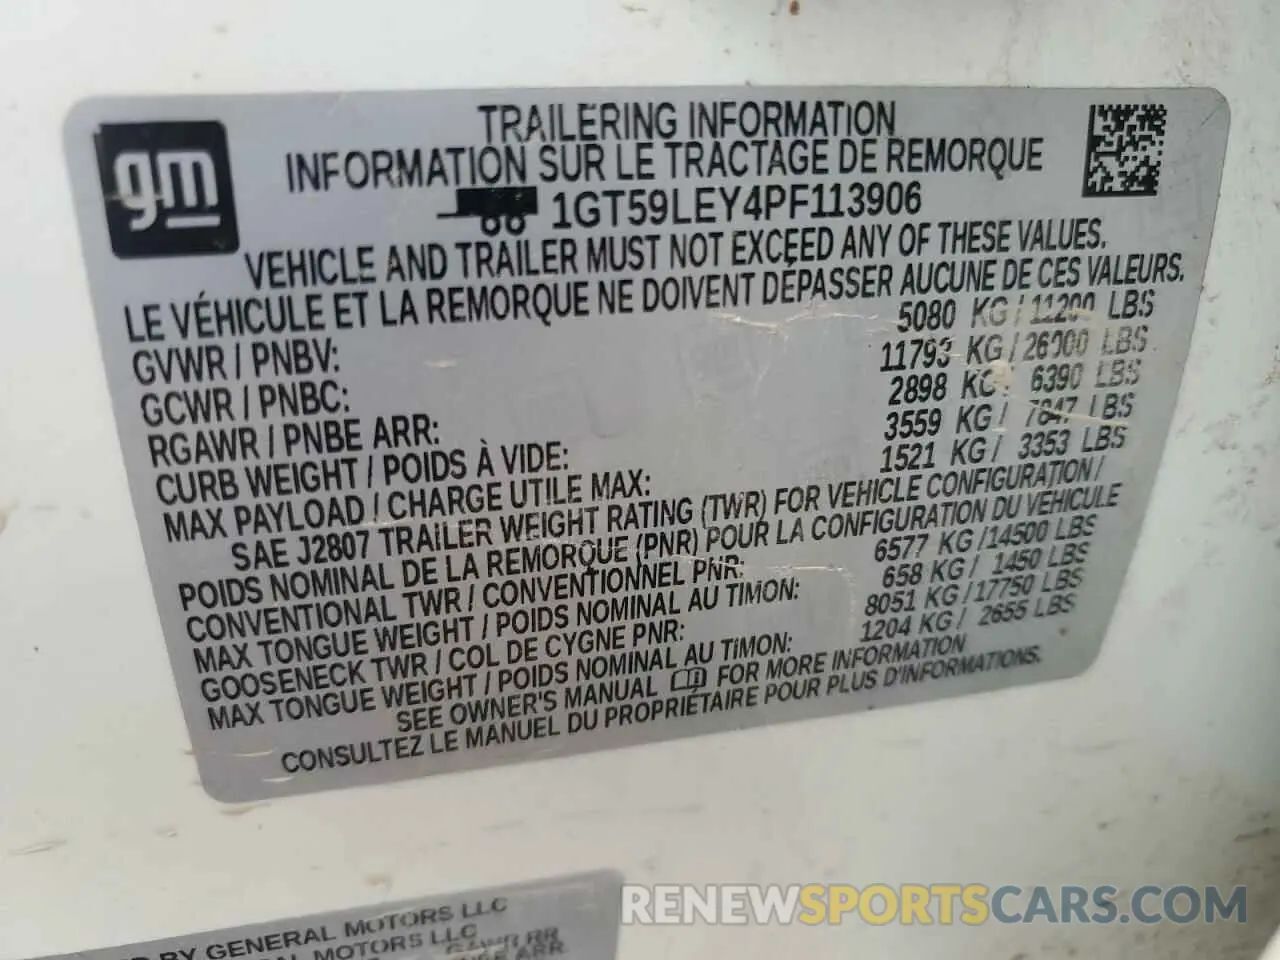 gm
TRAILERING INFORMATION
INFORMATION SUR LE TRACTAGE DE REMORQUE
1GT59LEY4PF113906
VEHICLE AND TRAILER MUST NOT EXCEED ANY OF THESE VALUES.
LE VÉHICULE ET LA REMORQUE NE DOIVENT DÉPASSER AUCUNE DE CES VALEURS.
GVWR / PNBV: 5080 KG / 11200 LBS
GCWR / PNBC: 11793 KG / 26000 LBS
RGAWR / PNBE ARR: 2898 KG / 6390 LBS
CURB WEIGHT / POIDS À VIDE: 3559 KG / 7847 LBS
MAX PAYLOAD / CHARGE UTILE MAX: 1521 KG / 3353 LBS
SAE J2807 TRAILER WEIGHT RATING (TWR) FOR VEHICLE CONFIGURATION /
POIDS NOMINAL DE LA REMORQUE (PNR) POUR LA CONFIGURATION DU VÉHICULE
CONVENTIONAL TWR / CONVENTIONNEL PNR: 6577 KG / 14500 LBS
MAX TONGUE WEIGHT / POIDS NOMINAL AU TIMON: 658 KG / 1450 LBS
GOOSENECK TWR / COL DE CYGNE PNR: 8051 KG / 17750 LBS
MAX TONGUE WEIGHT / POIDS NOMINAL AU TIMON: 1204 KG / 2655 LBS
SEE OWNER'S MANUAL FOR MORE INFORMATION
CONSULTEZ LE MANUEL DU PROPRIÉTAIRE POUR PLUS D'INFORMATIONS.
BY GENERAL MOTORS LLC
MOTORS LLC
GAWR RR
ARR
RENEWSPORTSCARS.COM